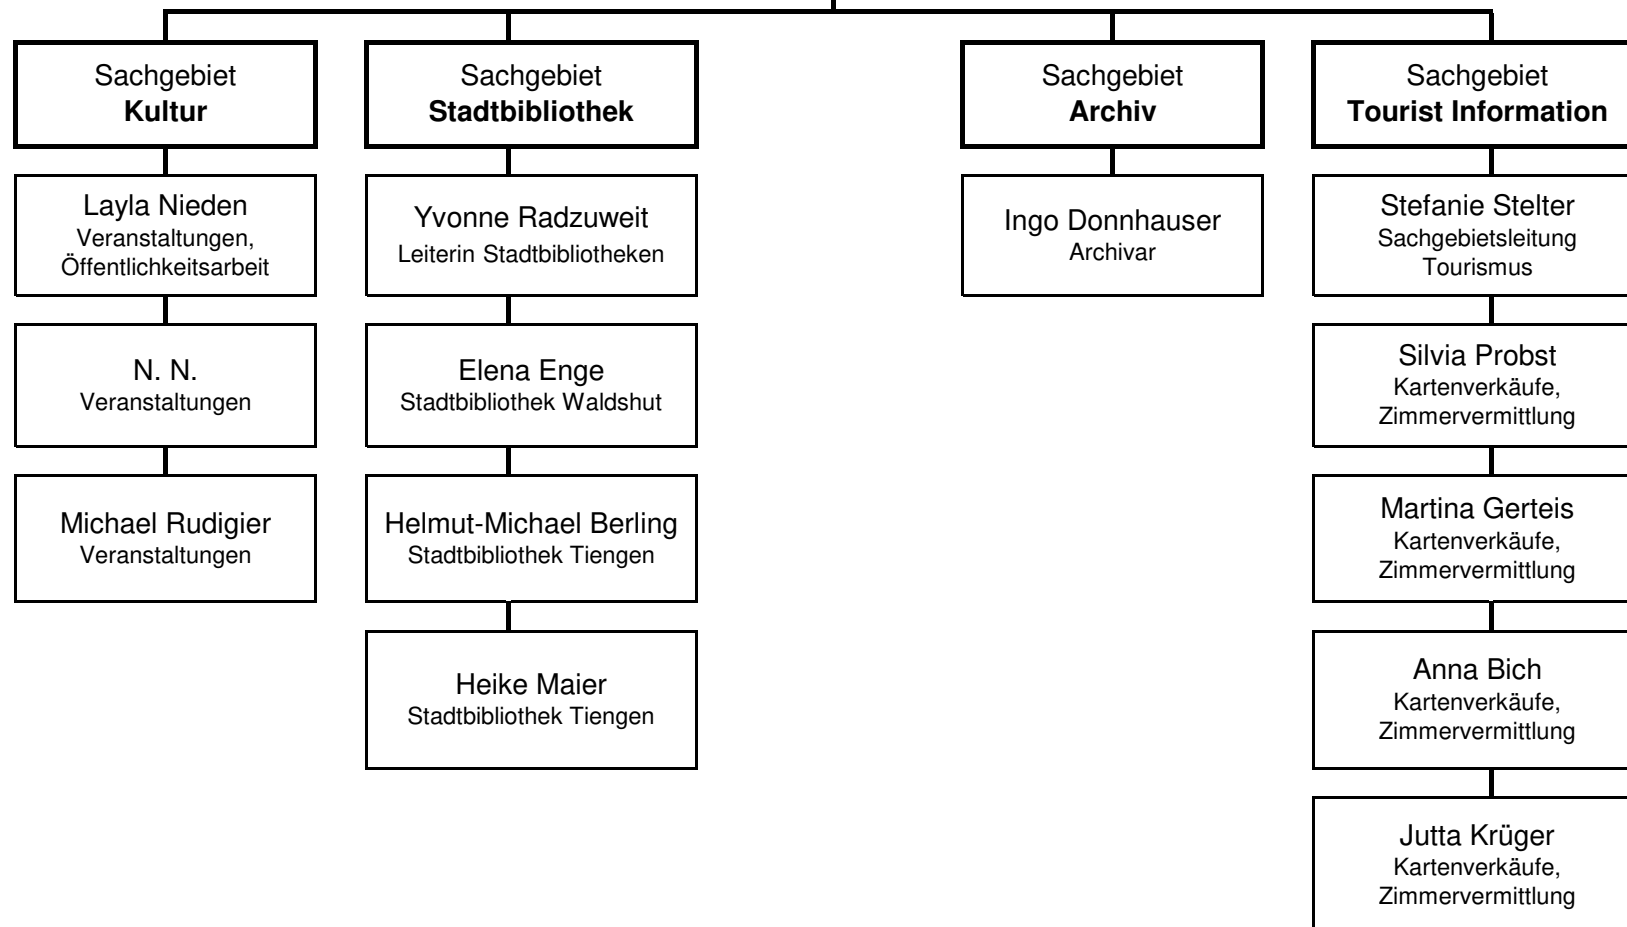 Sachgebiet
Kultur
Layla Nieden
Veranstaltungen,
Öffentlichkeitsarbeit
N. N.
Veranstaltungen
Michael Rudigier
Veranstaltungen
Sachgebiet
Stadtbibliothek
Yvonne Radzuweit
Leiterin Stadtbibliotheken
Elena Enge
Stadtbibliothek Waldshut
Helmut-Michael Berling
Stadtbibliothek Tiengen
Heike Maier
Stadtbibliothek Tiengen
Sachgebiet
Archiv
Ingo Donnhauser
Archivar
Sachgebiet
Tourist Information
Stefanie Stelter
Sachgebietsleitung
Tourismus
Silvia Probst
Kartenverkäufe,
Zimmervermittlung
Martina Gerteis
Kartenverkäufe,
Zimmervermittlung
Anna Bich
Kartenverkäufe,
Zimmervermittlung
Jutta Krüger
Kartenverkäufe,
Zimmervermittlung